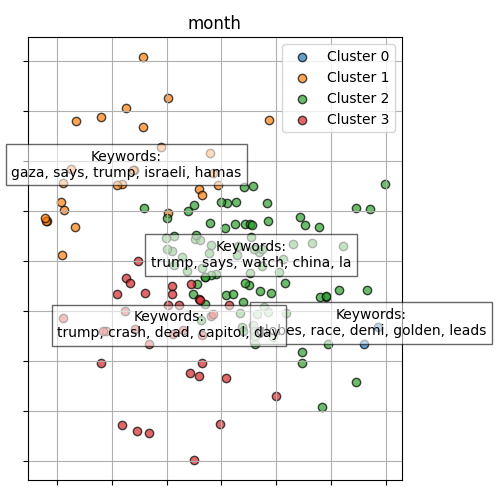 month
Cluster 0
Cluster 1
Cluster 2
Cluster 3
Keywords:
gaza, says, trump, israeli, hamas
Keywords:
trump, says, watch, china, la
Keywords:
trump, crash, dead, capitol, day
Keywords:
race, demi, golden, leads